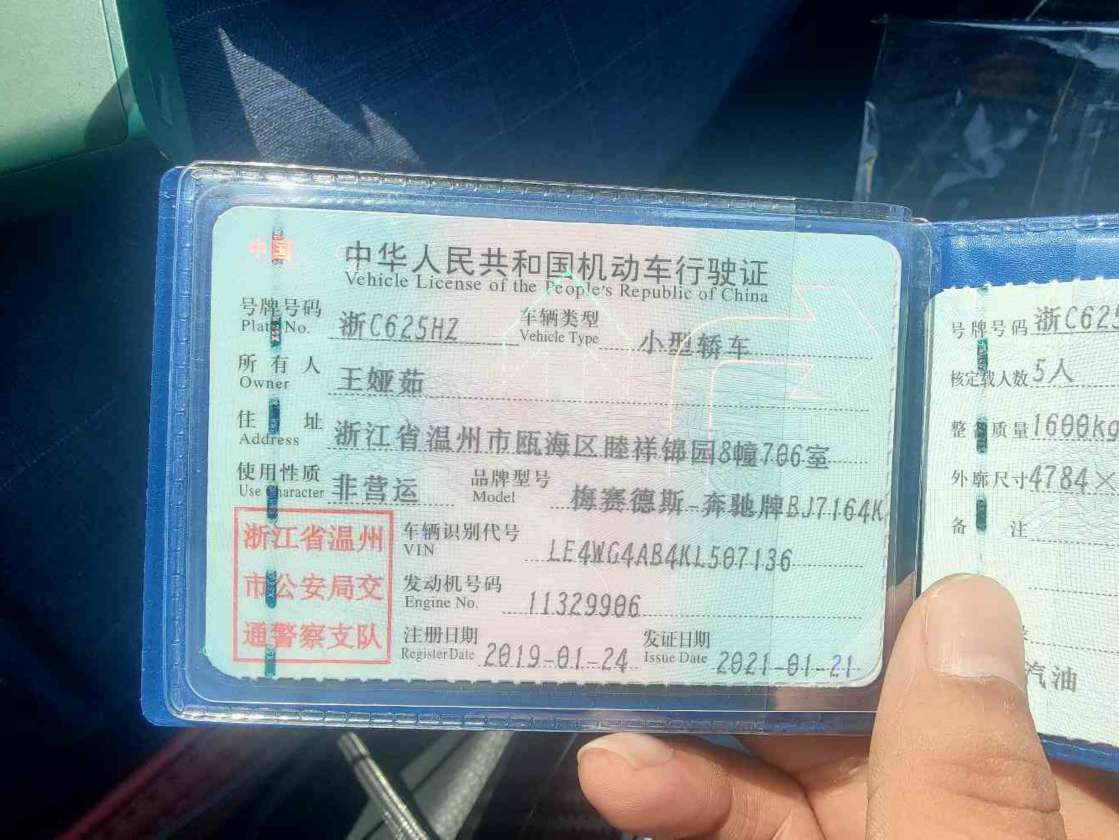 中国
中华人民共和国机动车行驶证
Vehicle License of the People's Republic of China
号牌号码 浙C625HZ 车辆类型 小型轿车
Plate No. Vehicle Type
所有人 王娅茹
Owner
住址 浙江省温州市瓯海区睦祥锦园8幢706室
Address
使用性质 非营运 品牌型号 梅赛德斯-奔驰牌BJ7164K
Use Character Model
浙江省温州
市公安局交
通警察支队
车辆识别代号 LE4WG4AB4KL507136
VIN
发动机号码 11329906
Engine No.
注册日期 2019-01-24 发证日期 2021-01-21
Register Date Issue Date
号牌号码 浙C625
核定载人数 5人
整备质量 1600kg
外廓尺寸 4784×
备注
汽油